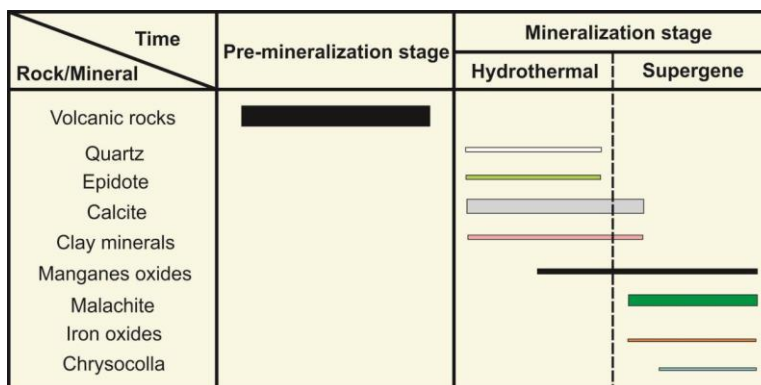 Time
Rock/Mineral
Pre-mineralization stage
Mineralization stage
Hydrothermal
Supergene
Volcanic rocks
Quartz
Epidote
Calcite
Clay minerals
Manganes oxides
Malachite
Iron oxides
Chrysocolla